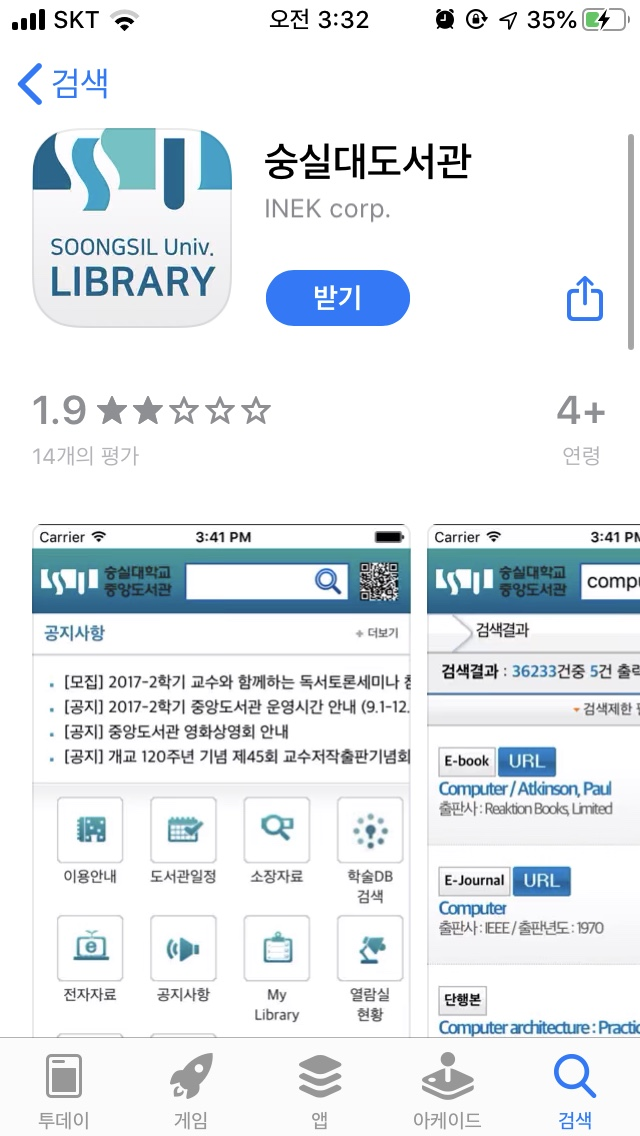 SKT 오전 3:32 35%
검색
SOONGSIL Univ.
LIBRARY
숭실대도서관
INEK corp.
받기
1.9
14개의 평가
4+
연령
Carrier 3:41 PM
숭실대학교
중앙도서관
공지사항 + 더보기
[모집] 2017-2학기 교수와 함께하는 독서토론세미나
[공지] 2017-2학기 중앙도서관 운영시간 안내 (9.1-12.
[공지] 중앙도서관 영화상영회 안내
[공지] 개교 120주년 기념 제45회 교수저작출판기념회
이용안내 도서관일정 소장자료 학술DB
검색
전자자료 공지사항 My
Library
열람실
현황
Carrier 3:41 PM
숭실대학교
중앙도서관
compu
검색결과
검색결과 : 36233건중 5건 출력
검색제한
E-book URL
Computer / Atkinson, Paul
출판사 : Reaktion Books, Limited
E-Journal URL
Computer
출판사 : IEEE / 출판년도 : 1970
단행본
Computer architecture : Practic
투데이 게임 앱 아케이드 검색